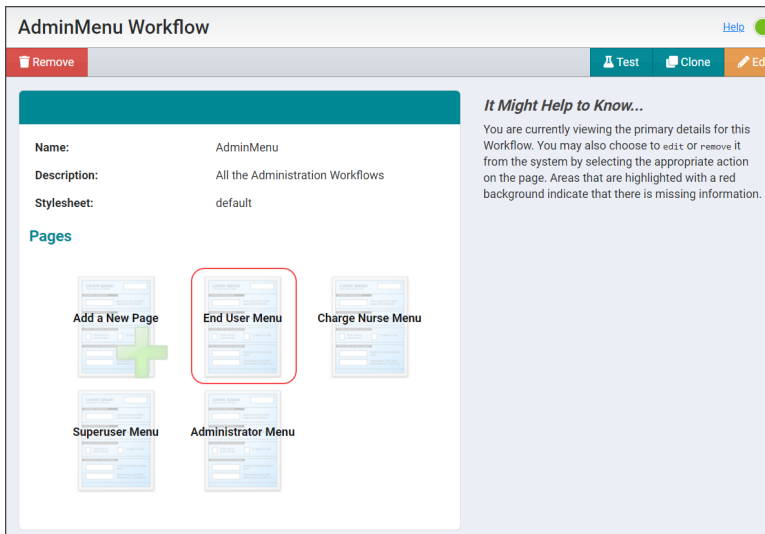 AdminMenu Workflow
Help
Remove
Test
Clone
Ed
It Might Help to Know...
You are currently viewing the primary details for this
Workflow. You may also choose to edit or remove it
from the system by selecting the appropriate action
on the page. Areas that are highlighted with a red
background indicate that there is missing information.
Name: AdminMenu
Description: All the Administration Workflows
Stylesheet: default
Pages
Add a New Page
End User Menu
Charge Nurse Menu
Superuser Menu
Administrator Menu